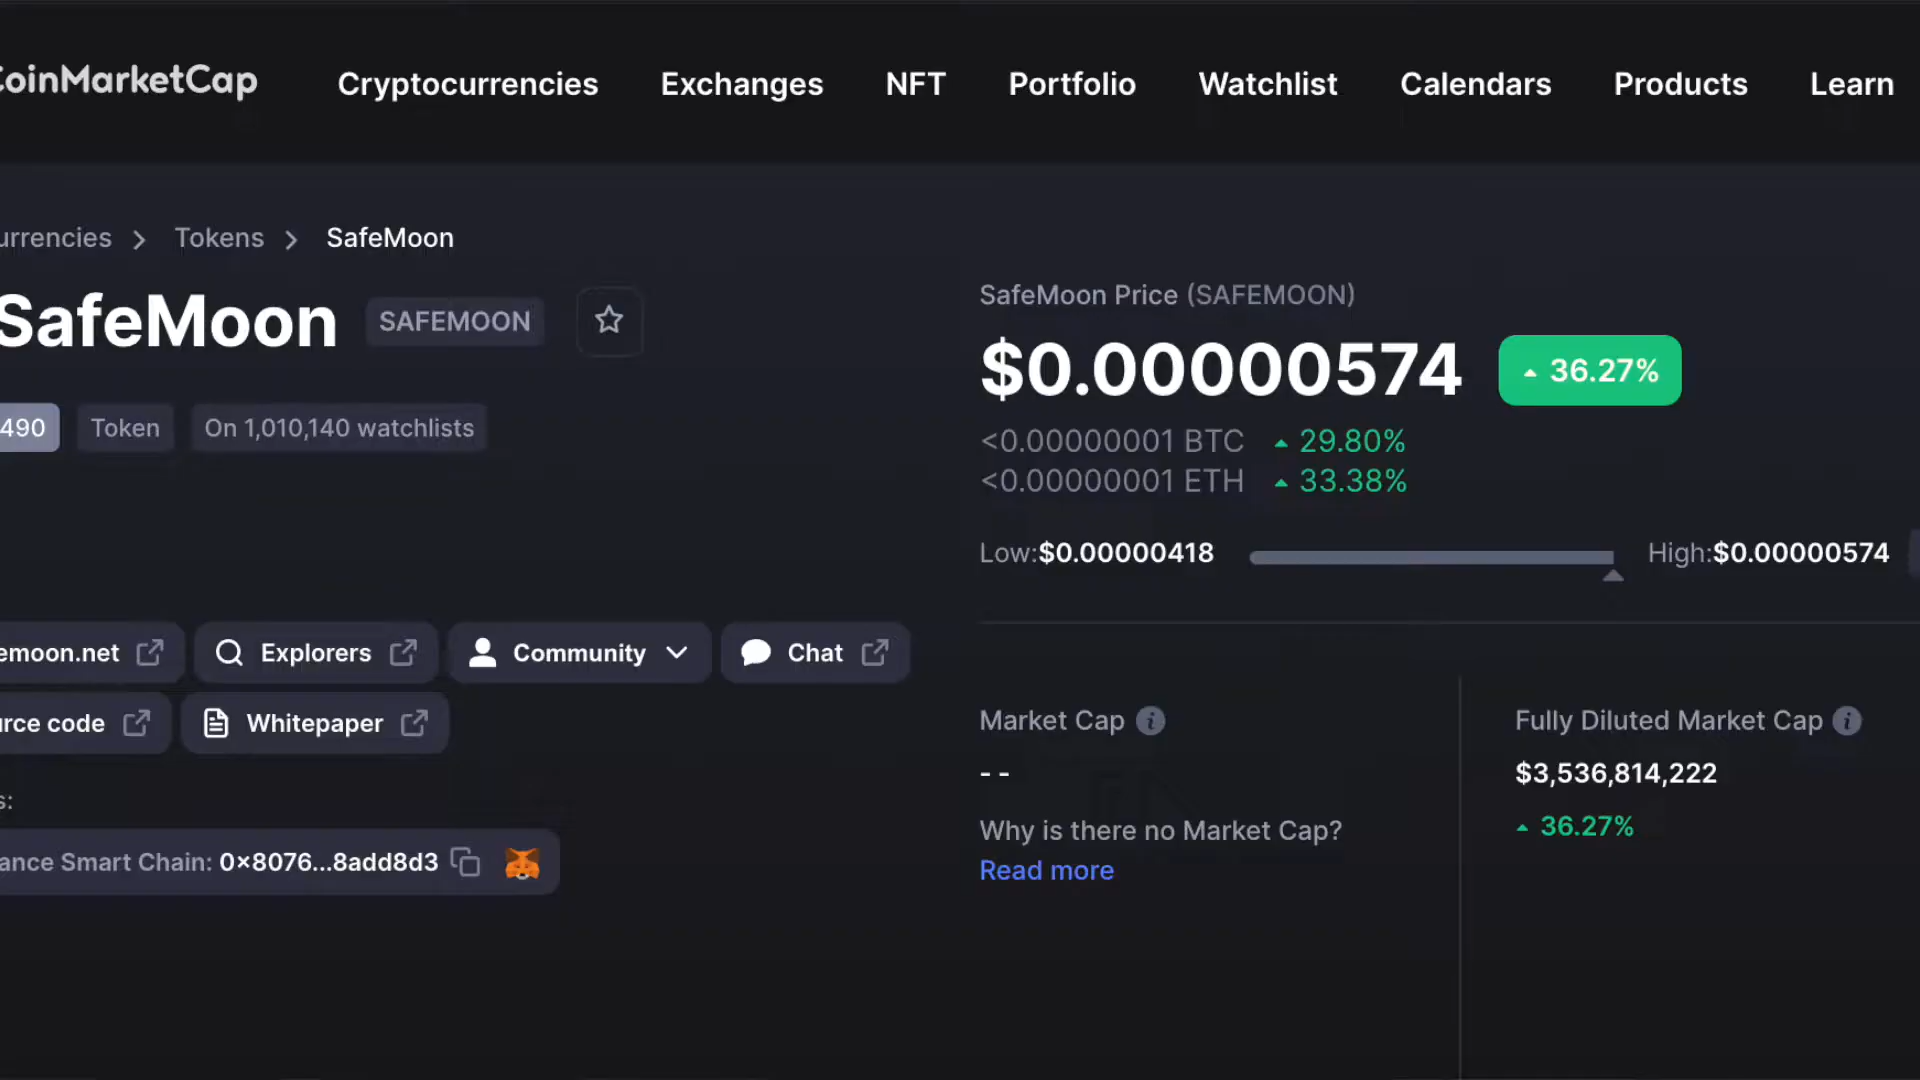 CoinMarketCap Cryptocurrencies Exchanges NFT Portfolio Watchlist Calendars Products Learn
urrencies > Tokens > SafeMoon
SafeMoon SAFEMOON
490 Token On 1,010,140 watchlists
emoon.net Explorers Community Chat
urce code Whitepaper
s:
ance Smart Chain: 0x8076...8add8d3
SafeMoon Price (SAFEMOON)
$0.00000574 36.27%
<0.00000001 BTC 29.80%
<0.00000001 ETH 33.38%
Low:$0.00000418 High:$0.00000574
Market Cap
- -
Why is there no Market Cap?
Read more
Fully Diluted Market Cap
$3,536,814,222
36.27%